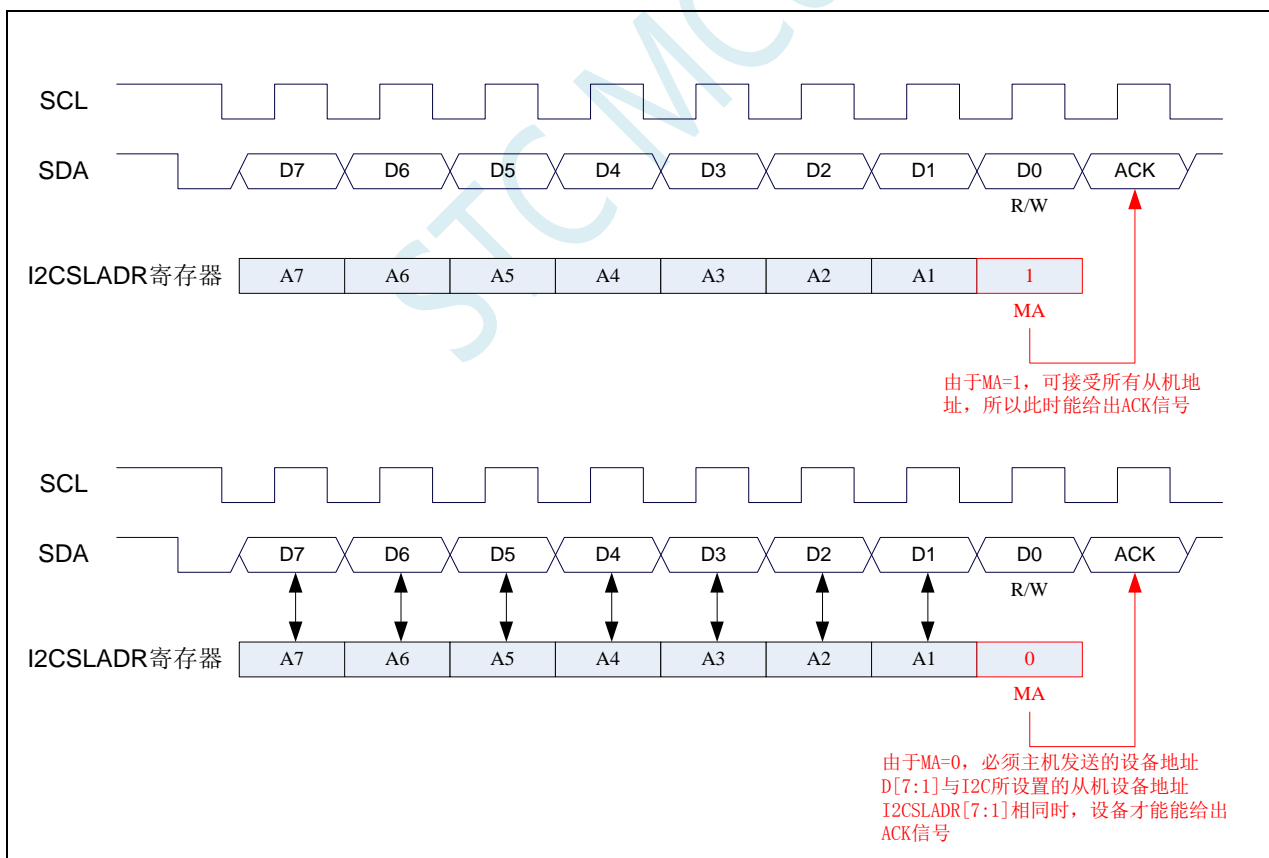 STC MCU
SCL
SDA D7 D6 D5 D4 D3 D2 D1 D0 ACK
R/W
I2CSLADR寄存器 A7 A6 A5 A4 A3 A2 A1 1
MA
由于MA=1，可接受所有从机地
址，所以此时能给出ACK信号
SCL
SDA D7 D6 D5 D4 D3 D2 D1 D0 ACK
R/W
I2CSLADR寄存器 A7 A6 A5 A4 A3 A2 A1 0
MA
由于MA=0，必须主机发送的设备地址
D[7:1]与I2C所设置的从机设备地址
I2CSLADR[7:1]相同时，设备才能能给出
ACK信号